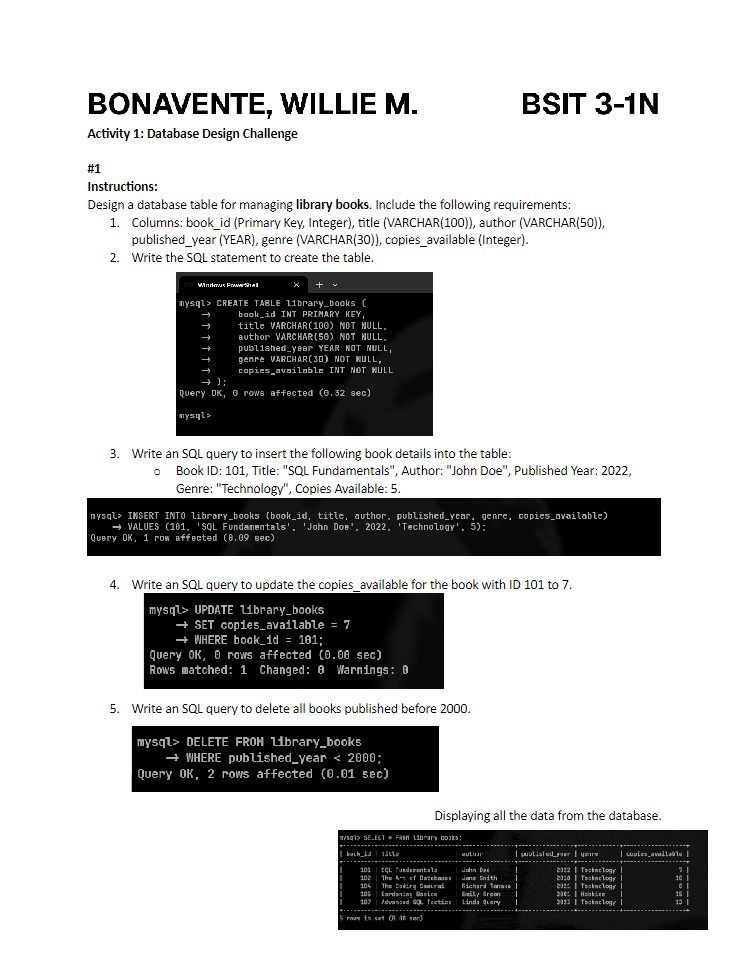 BONAVENTE, WILLIE M. BSIT 3-1N
Activity 1: Database Design Challenge
#1
Instructions:
Design a database table for managing library books. Include the following requirements:
1. Columns: book_id (Primary Key, Integer), title (VARCHAR(100)), author (VARCHAR(50)),
published_year (YEAR), genre (VARCHAR(30)), copies_available (Integer).
2. Write the SQL statement to create the table.
Windows PowerShell × + ⌄
mysql> CREATE TABLE library_books (
→ book_id INT PRIMARY KEY,
→ title VARCHAR(100) NOT NULL,
→ author VARCHAR(50) NOT NULL,
→ published_year YEAR NOT NULL,
→ genre VARCHAR(30) NOT NULL,
→ copies_available INT NOT NULL
→ );
Query OK, 0 rows affected (0.32 sec)
mysql>
3. Write an SQL query to insert the following book details into the table:
o Book ID: 101, Title: "SQL Fundamentals", Author: "John Doe", Published Year: 2022,
Genre: "Technology", Copies Available: 5.
mysql> INSERT INTO library_books (book_id, title, author, published_year, genre, copies_available)
→ VALUES (101, 'SQL Fundamentals', 'John Doe', 2022, 'Technology', 5);
Query OK, 1 row affected (0.09 sec)
4. Write an SQL query to update the copies_available for the book with ID 101 to 7.
mysql> UPDATE library_books
→ SET copies_available = 7
→ WHERE book_id = 101;
Query OK, 0 rows affected (0.00 sec)
Rows matched: 1 Changed: 0 Warnings: 0
5. Write an SQL query to delete all books published before 2000.
mysql> DELETE FROM library_books
→ WHERE published_year < 2000;
Query OK, 2 rows affected (0.01 sec)
Displaying all the data from the database.
mysql> SELECT * FROM library_books;
| book_id | title | author | published_year | genre | copies_available |
| 101 | SQL Fundamentals | John Doe | 2022 | Technology | 7 |
| 102 | The Art of Databases | Jane Smith | 2018 | Technology | 10 |
| 104 | The Coding Samurai | Richard Tanaka | 2021 | Technology | 8 |
| Gardening Basics | Emily Green | 2001 | Hobbies | 15 |
| 107 | Advanced SQL Tactics | Linda Query | 2023 | Technology | 12 |
5 rows in set (0.00 sec)